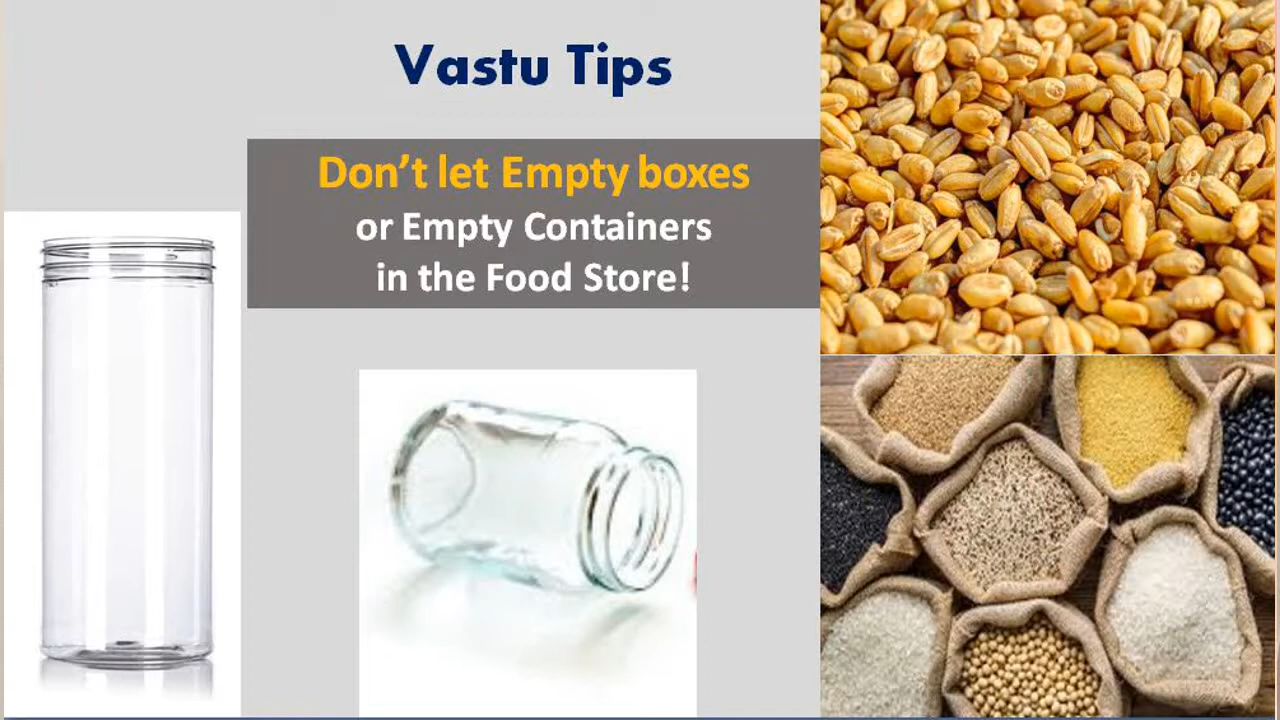 Vastu Tips
Don’t let Empty boxes
or Empty Containers
in the Food Store!